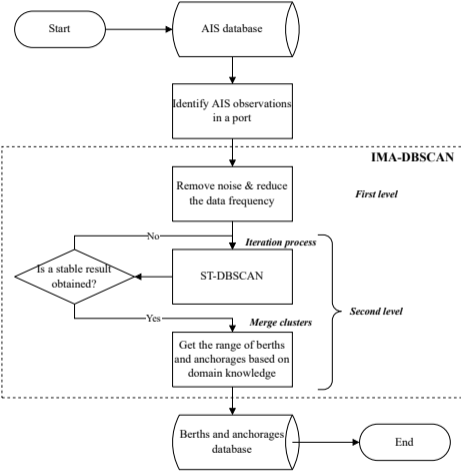 Start
AIS database
Identify AIS observations
in a port
IMA-DBSCAN
Remove noise & reduce
the data frequency
First level
No
Iteration process
Is a stable result
obtained?
ST-DBSCAN
Second level
Yes
Merge clusters
Get the range of berths
and anchorages based on
domain knowledge
Berths and anchorages
database
End